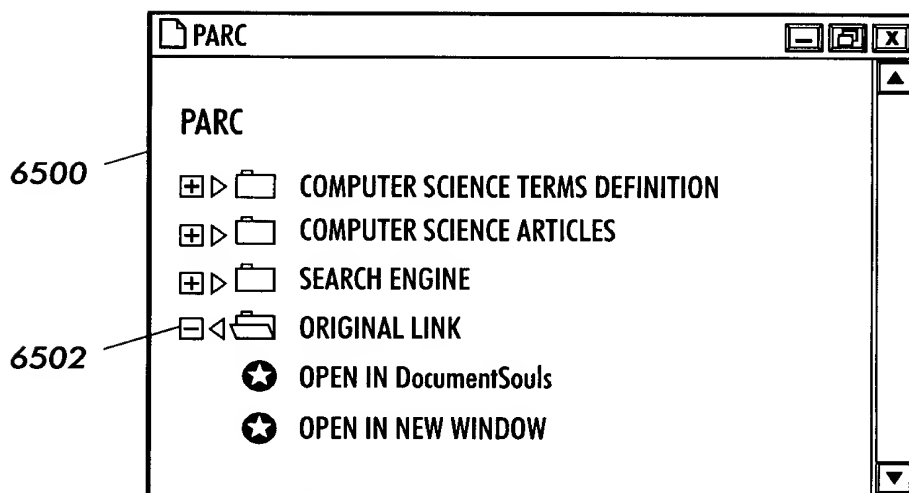 PARC
PARC
6500
COMPUTER SCIENCE TERMS DEFINITION
COMPUTER SCIENCE ARTICLES
SEARCH ENGINE
ORIGINAL LINK
6502
OPEN IN DocumentSouls
OPEN IN NEW WINDOW